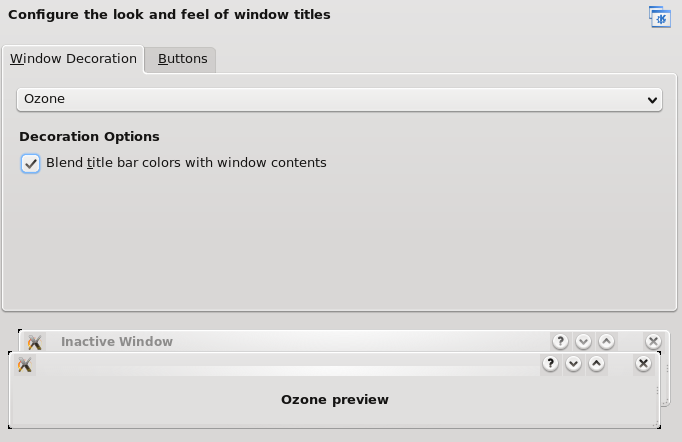 Configure the look and feel of window titles
Window Decoration
Buttons
Ozone
Decoration Options
Blend title bar colors with window contents
Inactive Window
?
?
Ozone preview